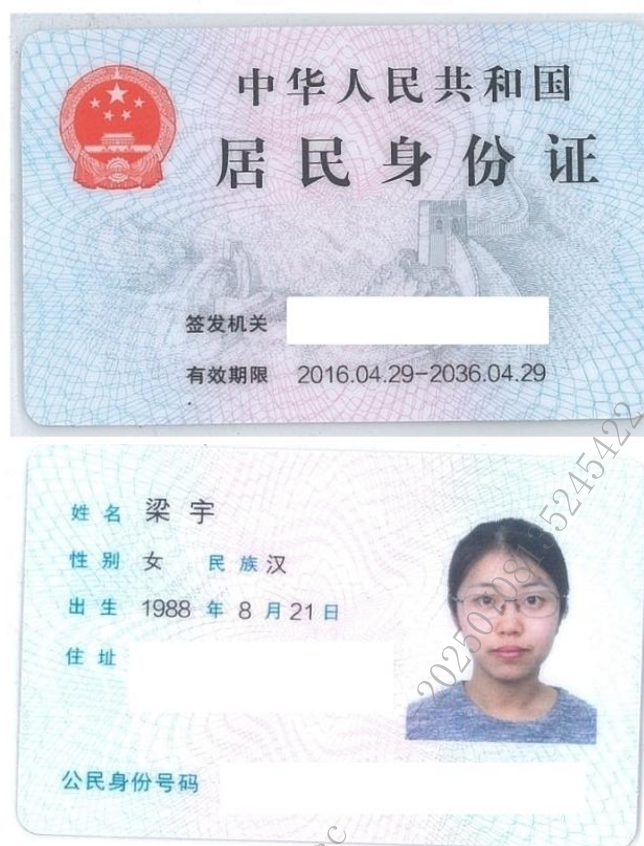 中华人民共和国
居民身份证
签发机关
有效期限 2016.04.29-2036.04.29
姓名 梁宇
性别 女 民族 汉
出生 1988 年 8 月 21 日
住址
公民身份号码